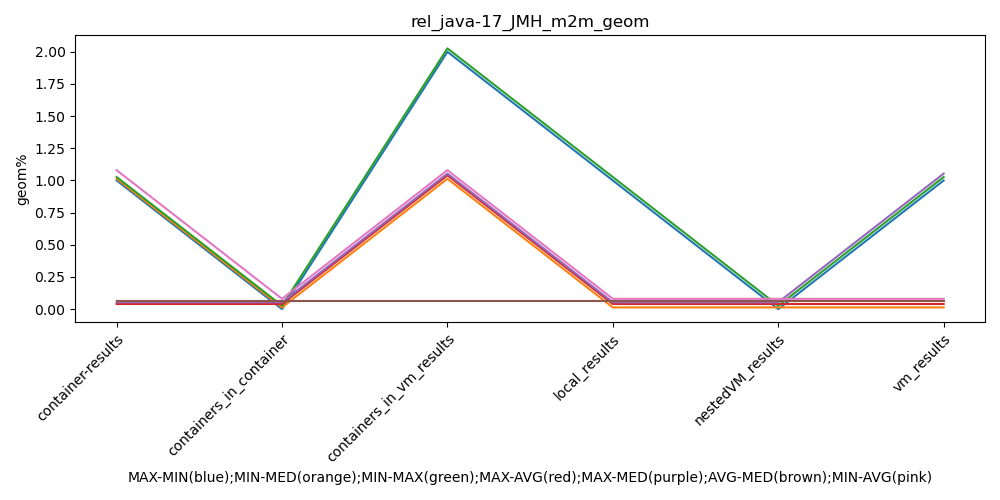 rel_java-17_JMH_m2m_geom
geom%
2.00
1.75
1.50
1.25
1.00
0.75
0.50
0.25
0.00
container-results
containers_in_container
containers_in_vm_results
local_results
nestedVM_results
vm_results
MAX-MIN(blue);MIN-MED(orange);MIN-MAX(green);MAX-AVG(red);MAX-MED(purple);AVG-MED(brown);MIN-AVG(pink)